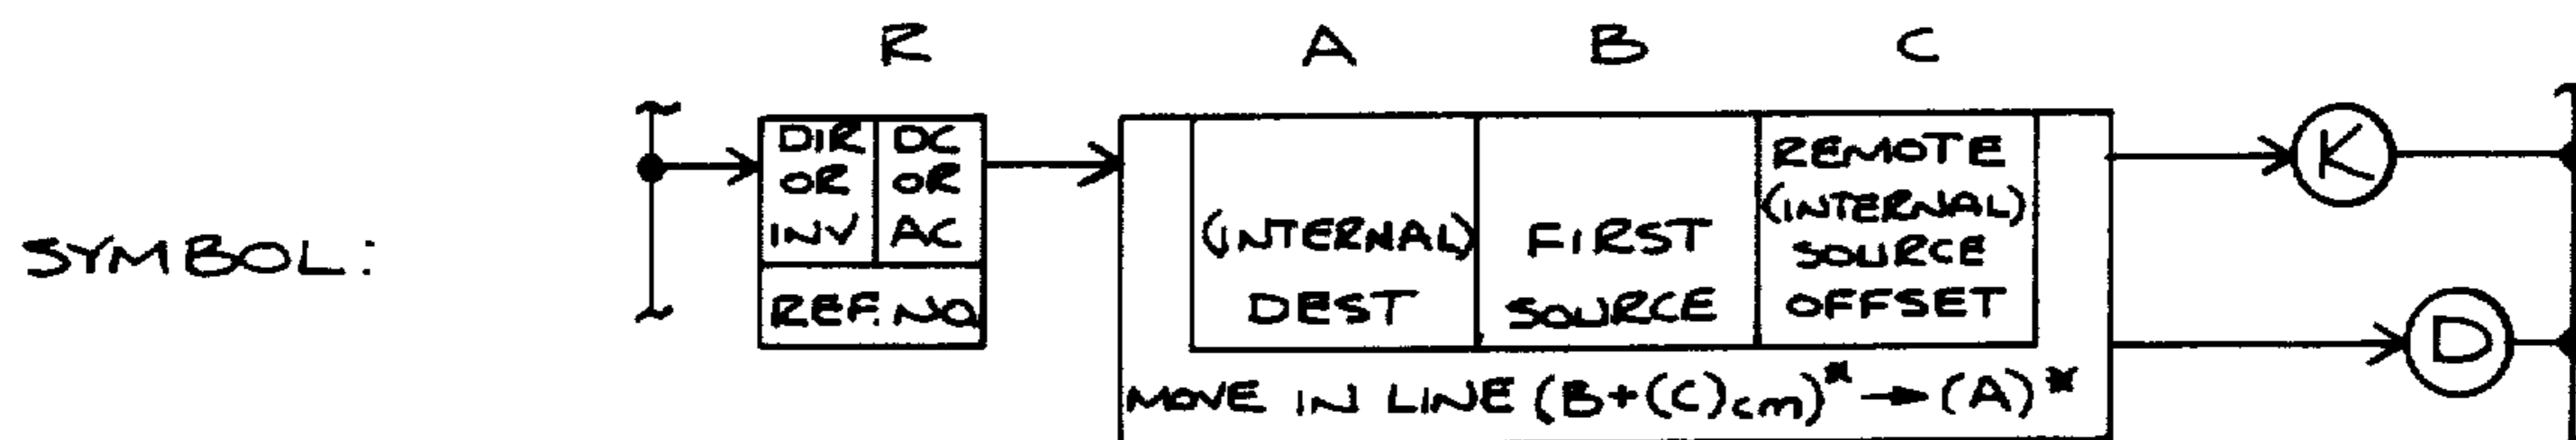 R A B C
DIR OR INV
DC OR AC
REF. NO.
(INTERNAL) DEST
FIRST SOURCE
REMOTE (INTERNAL) SOURCE OFFSET
K
SYMBOL:
D
MOVE IN LINE (B+(C)cm)* → (A)*